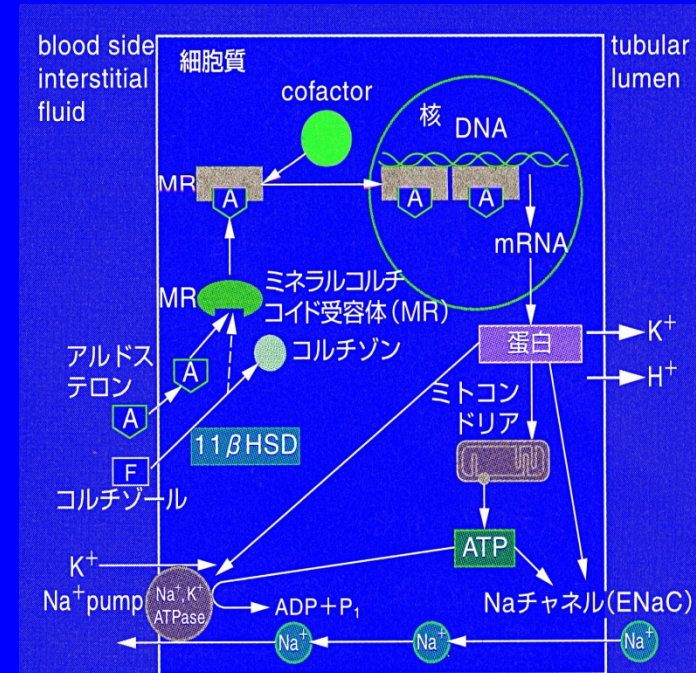 blood side
interstitial
fluid
細胞質
tubular
lumen
cofactor
核
DNA
MR
A
A
A
mRNA
MR
ミネラルコルチ
コイド受容体(MR)
コルチゾン
アルドス
テロン
A
A
蛋白
K+
H+
ミトコン
ドリア
11βHSD
F
コルチゾール
ATP
K+
Na+pump
Na+,K+
ATPase
ADP+P1
Naチャネル(ENaC)
Na+
Na+
Na+